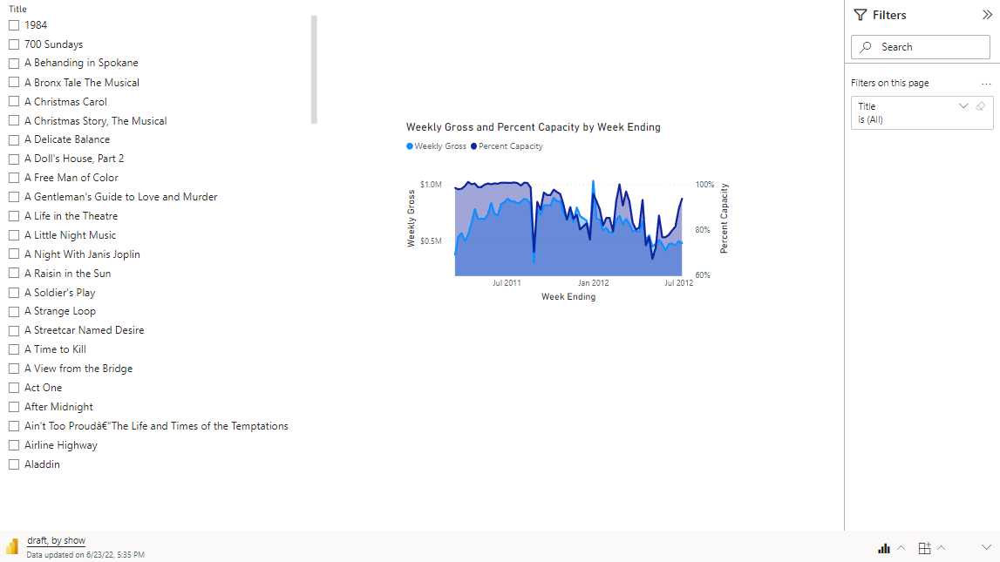 Title
1984
700 Sundays
A Behanding in Spokane
A Bronx Tale The Musical
A Christmas Carol
A Christmas Story, The Musical
A Delicate Balance
A Doll's House, Part 2
A Free Man of Color
A Gentleman's Guide to Love and Murder
A Life in the Theatre
A Little Night Music
A Night With Janis Joplin
A Raisin in the Sun
A Soldier's Play
A Strange Loop
A Streetcar Named Desire
A Time to Kill
A View from the Bridge
Act One
After Midnight
Ain't Too Proudâ€“The Life and Times of the Temptations
Airline Highway
Aladdin
Weekly Gross and Percent Capacity by Week Ending
Weekly Gross Percent Capacity
Weekly Gross
$1.0M
$0.5M
100%
80%
60%
Percent Capacity
Jul 2011 Jan 2012 Jul 2012
Week Ending
Filters
Search
Filters on this page ...
Title
is (All)
draft, by show
Data updated on 6/23/22, 5:35 PM